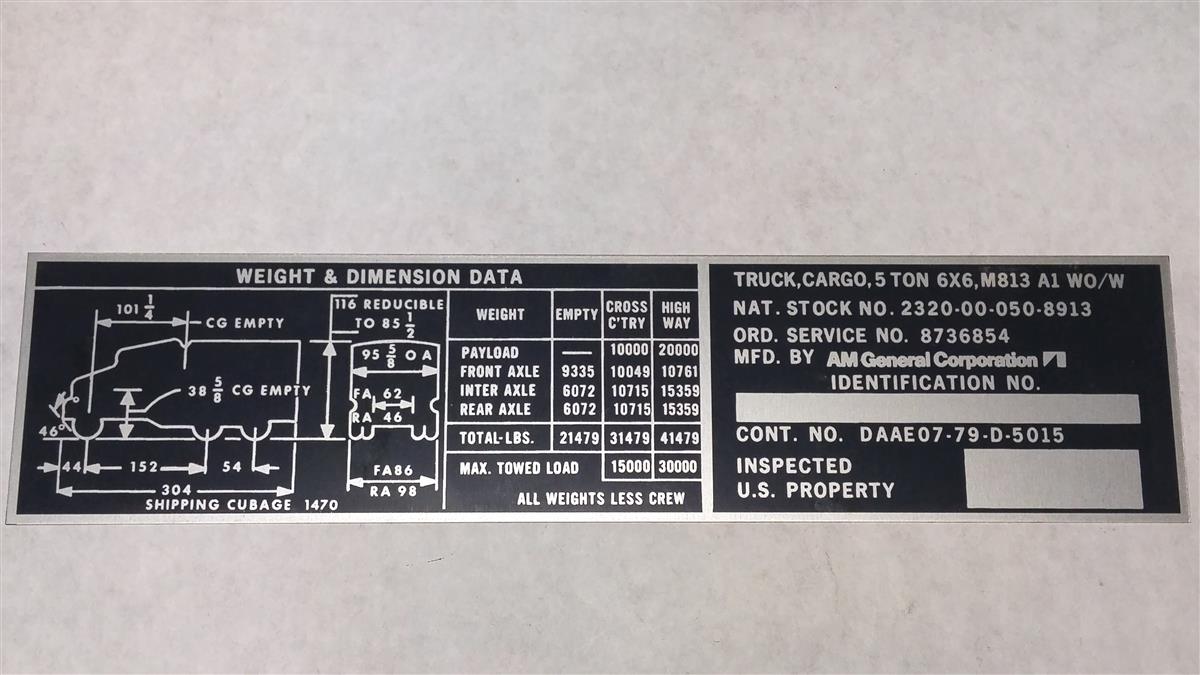 WEIGHT & DIMENSION DATA
101 1/4
CG EMPTY
38 5/8 CG EMPTY
46°
44
152
54
304
SHIPPING CUBAGE 1470
116 REDUCIBLE
TO 85 1/2
95 5/8 O A
FA 62
RA 46
FA86
RA 98
WEIGHT EMPTY CROSS C'TRY HIGH WAY
PAYLOAD — 10000 20000
FRONT AXLE 9335 10049 10761
INTER AXLE 6072 10715 15359
REAR AXLE 6072 10715 15359
TOTAL-LBS. 21479 31479 41479
MAX. TOWED LOAD 15000 30000
ALL WEIGHTS LESS CREW
TRUCK,CARGO,5 TON 6X6,M813 A1 WO/W
NAT. STOCK NO. 2320-00-050-8913
ORD. SERVICE NO. 8736854
MFD. BY AM General Corporation
IDENTIFICATION NO.
CONT. NO. DAAE07-79-D-5015
INSPECTED
U.S. PROPERTY